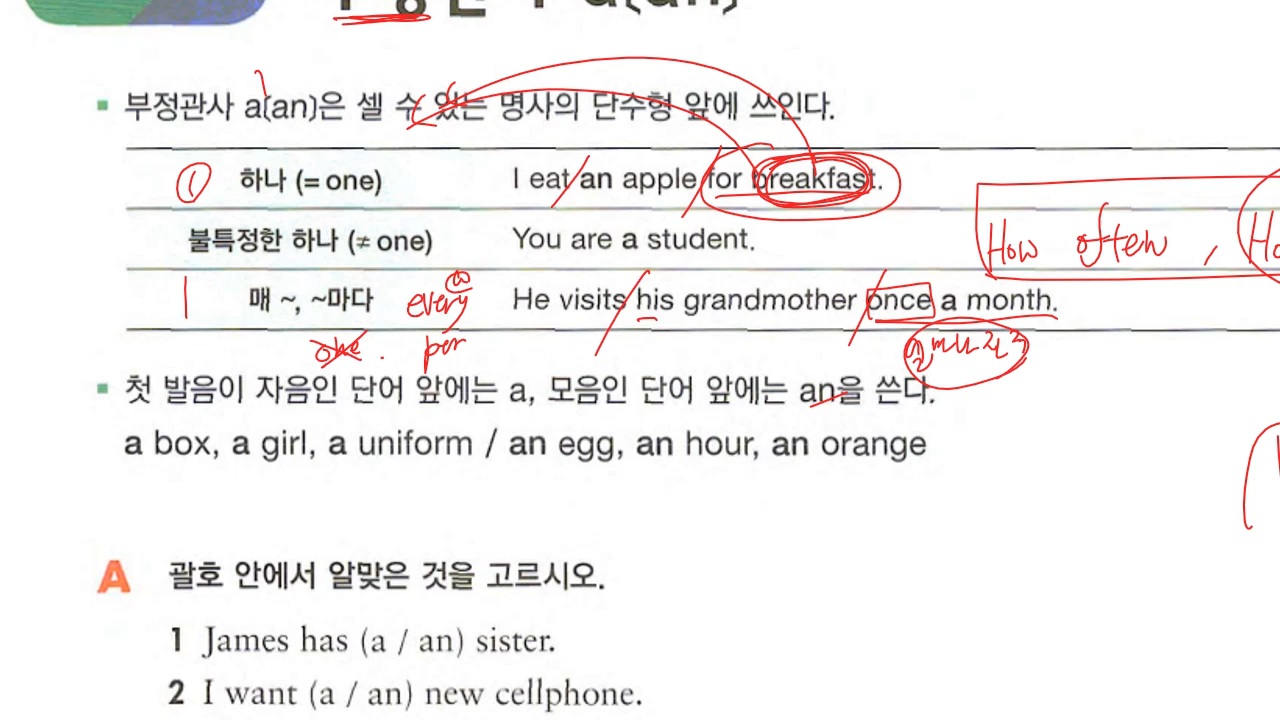 부정관사 a(an)은 셀 수 있는 명사의 단수형 앞에 쓰인다.
① 하나 (= one) I eat an apple for breakfast.
불특정한 하나 (≠ one) You are a student.
How often,
매 ~, ~마다 every He visits his grandmother once a month.
one. per
첫 발음이 자음인 단어 앞에는 a, 모음인 단어 앞에는 an을 쓴다.
a box, a girl, a uniform / an egg, an hour, an orange
A 괄호 안에서 알맞은 것을 고르시오.
1 James has (a / an) sister.
2 I want (a / an) new cellphone.